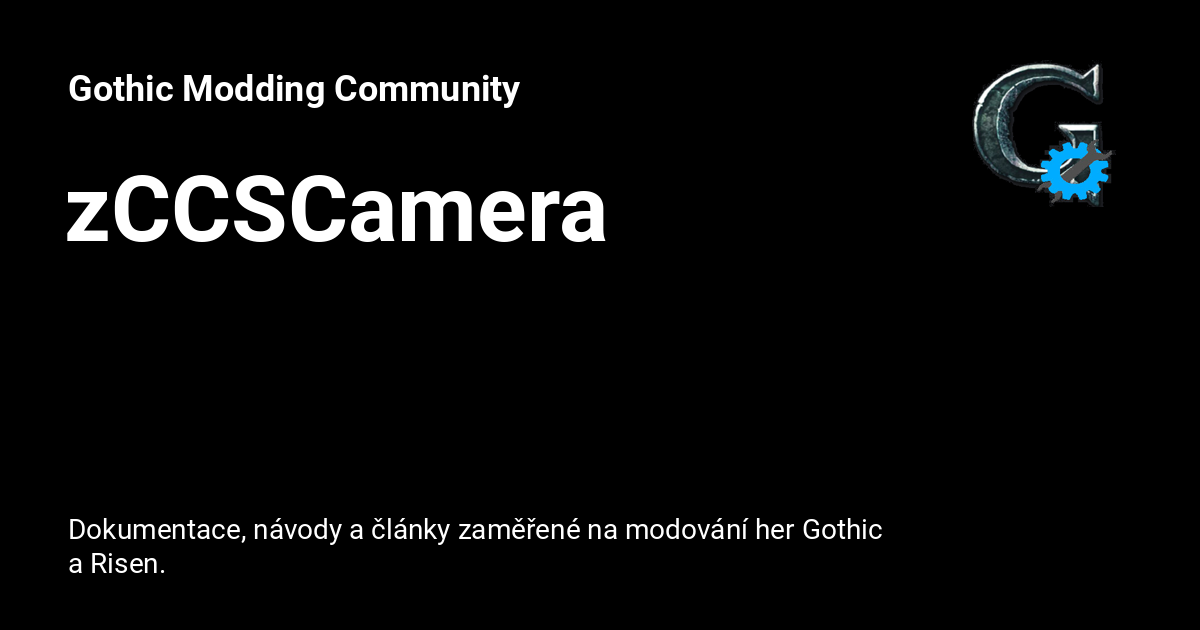 Gothic Modding Community
zCCSCamera
Dokumentace, návody a články zaměřené na modování her Gothic
a Risen.